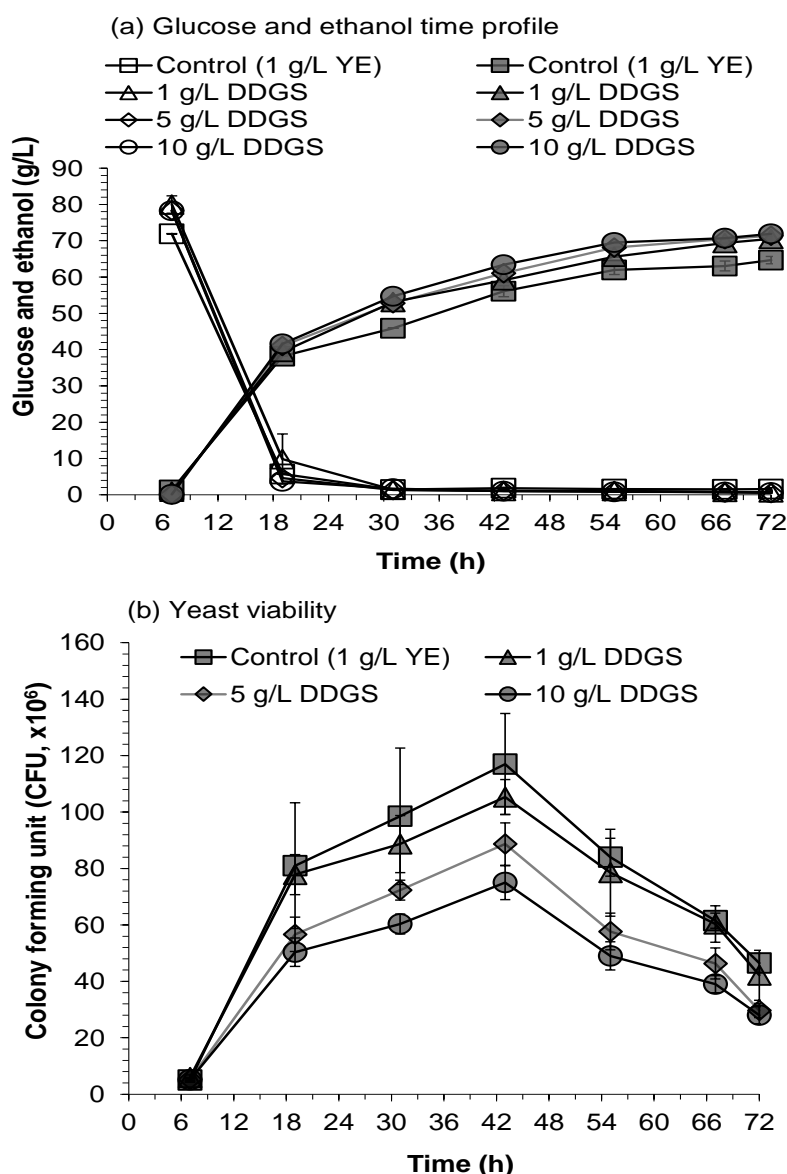 (a) Glucose and ethanol time profile
Control (1 g/L YE) Control (1 g/L YE)
1 g/L DDGS 1 g/L DDGS
5 g/L DDGS 5 g/L DDGS
10 g/L DDGS 10 g/L DDGS
Glucose and ethanol (g/L)
90
80
70
60
50
40
30
20
10
0
0 6 12 18 24 30 36 42 48 54 60 66 72
Time (h)
(b) Yeast viability
Control (1 g/L YE) 1 g/L DDGS
5 g/L DDGS 10 g/L DDGS
Colony forming unit (CFU, x10⁶)
160
140
120
100
80
60
40
20
0
0 6 12 18 24 30 36 42 48 54 60 66 72
Time (h)